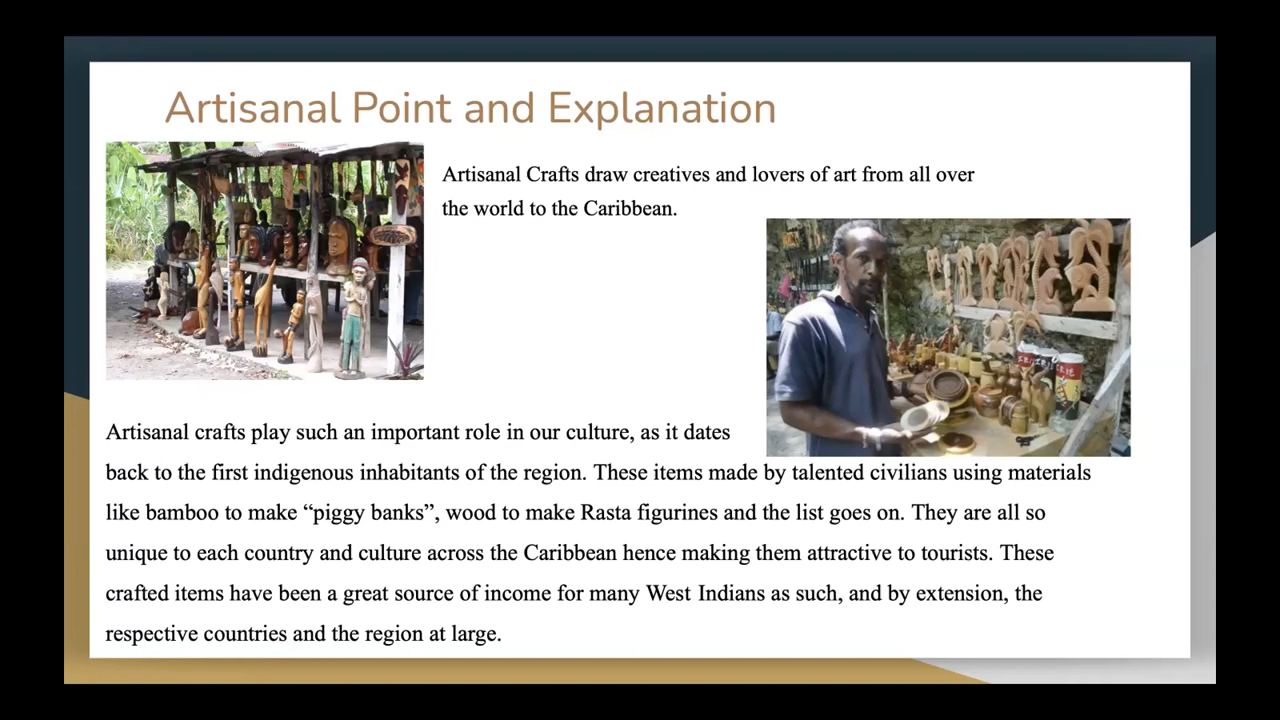 Artisanal Point and Explanation
Artisanal Crafts draw creatives and lovers of art from all over
the world to the Caribbean.
Artisanal crafts play such an important role in our culture, as it dates
back to the first indigenous inhabitants of the region. These items made by talented civilians using materials
like bamboo to make “piggy banks”, wood to make Rasta figurines and the list goes on. They are all so
unique to each country and culture across the Caribbean hence making them attractive to tourists. These
crafted items have been a great source of income for many West Indians as such, and by extension, the
respective countries and the region at large.